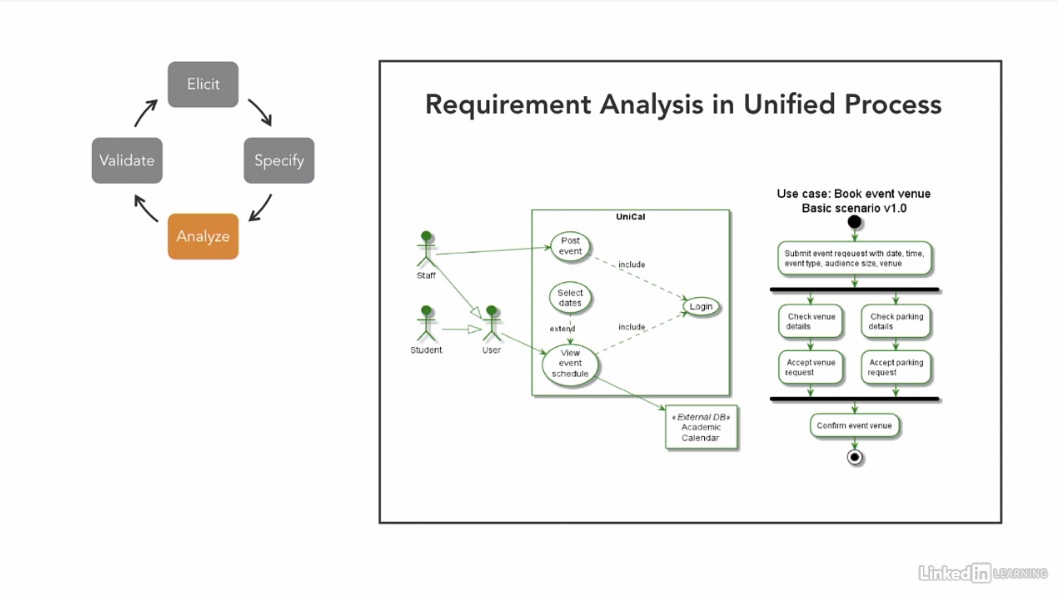 Elicit
Validate
Specify
Analyze
Requirement Analysis in Unified Process
UniCal
Staff
Student
User
Post
event
include
Select
dates
Login
extend
include
View
event
schedule
«External DB»
Academic
Calendar
Use case: Book event venue
Basic scenario v1.0
Submit event reqeuest with date, time,
event type, audience size, venue
Check venue
details
Check parking
details
Accept venue
request
Accept parking
request
Confirm event venue
LinkedIn LEARNING